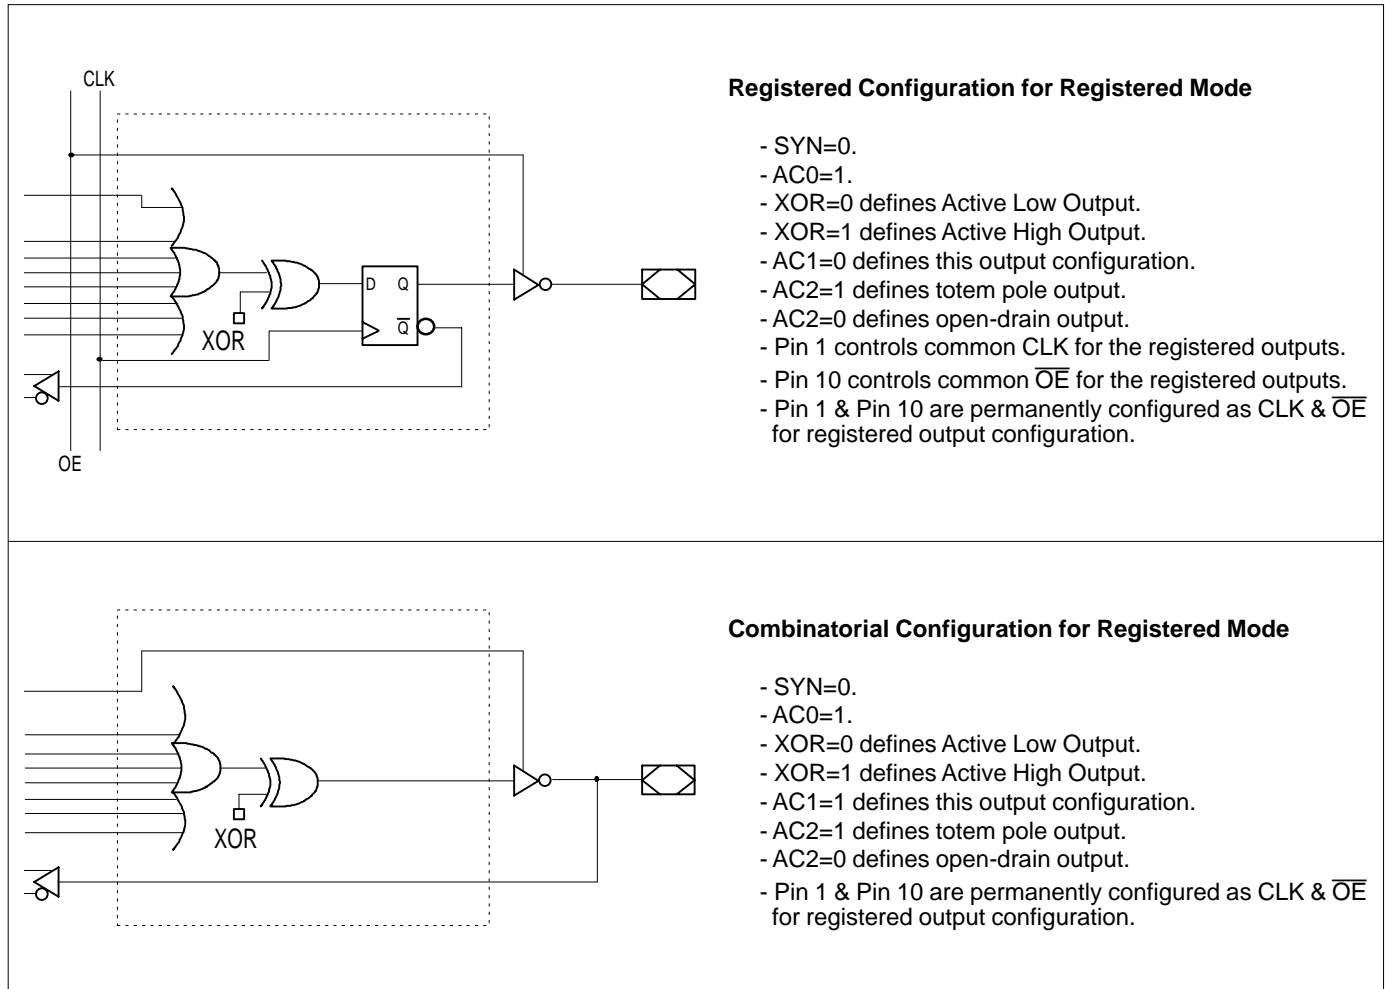 CLK
Registered Configuration for Registered Mode
- SYN=0.
- AC0=1.
- XOR=0 defines Active Low Output.
- XOR=1 defines Active High Output.
- AC1=0 defines this output configuration.
- AC2=1 defines totem pole output.
- AC2=0 defines open-drain output.
- Pin 1 controls common CLK for the registered outputs.
- Pin 10 controls common O̅E̅ for the registered outputs.
- Pin 1 & Pin 10 are permanently configured as CLK & O̅E̅
for registered output configuration.
D Q
Q̅
XOR
OE
Combinatorial Configuration for Registered Mode
- SYN=0.
- AC0=1.
- XOR=0 defines Active Low Output.
- XOR=1 defines Active High Output.
- AC1=1 defines this output configuration.
- AC2=1 defines totem pole output.
- AC2=0 defines open-drain output.
- Pin 1 & Pin 10 are permanently configured as CLK & O̅E̅
for registered output configuration.
XOR